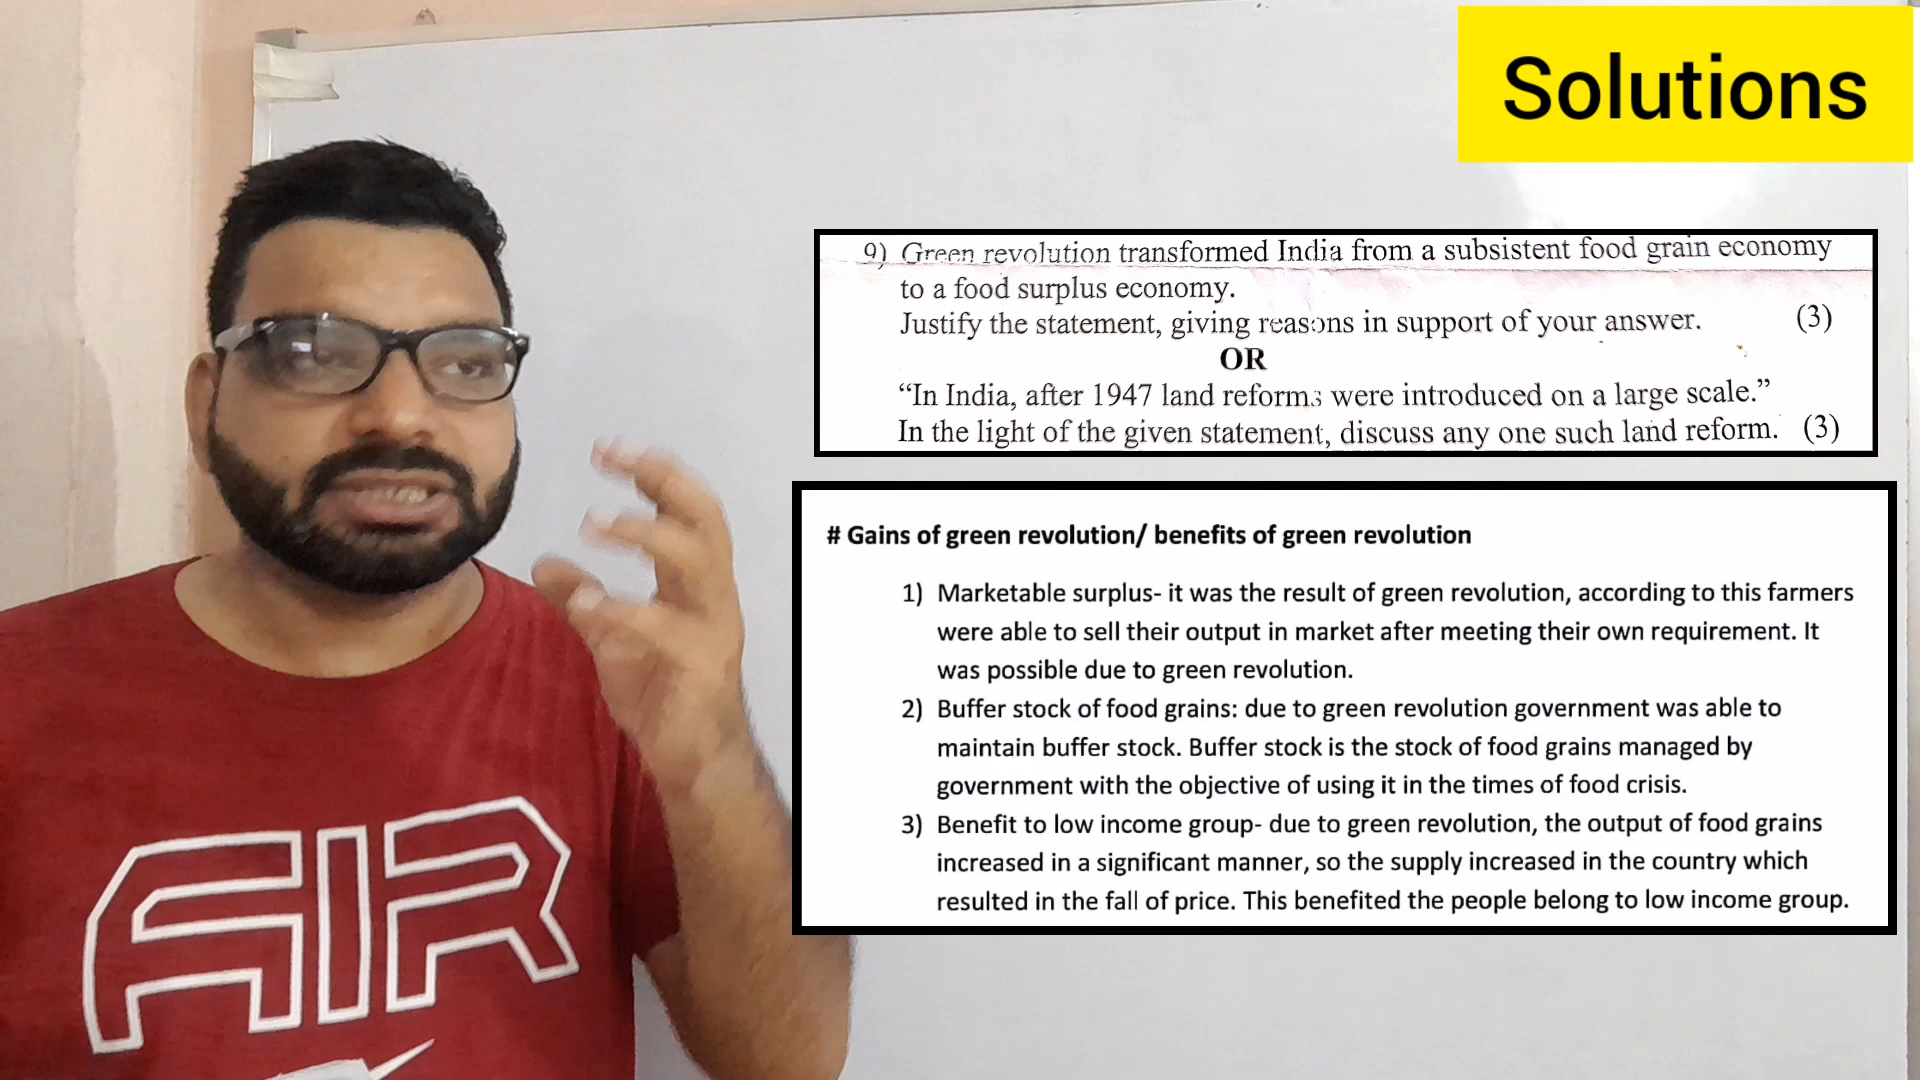 Solutions
9) Green revolution transformed India from a subsistent food grain economy
to a food surplus economy.
Justify the statement, giving reasons in support of your answer. (3)
OR
“In India, after 1947 land reforms were introduced on a large scale.”
In the light of the given statement, discuss any one such land reform. (3)
# Gains of green revolution/ benefits of green revolution
1) Marketable surplus- it was the result of green revolution, according to this farmers
were able to sell their output in market after meeting their own requirement. It
was possible due to green revolution.
2) Buffer stock of food grains: due to green revolution government was able to
maintain buffer stock. Buffer stock is the stock of food grains managed by
government with the objective of using it in the times of food crisis.
3) Benefit to low income group- due to green revolution, the output of food grains
increased in a significant manner, so the supply increased in the country which
resulted in the fall of price. This benefited the people belong to low income group.
AIR